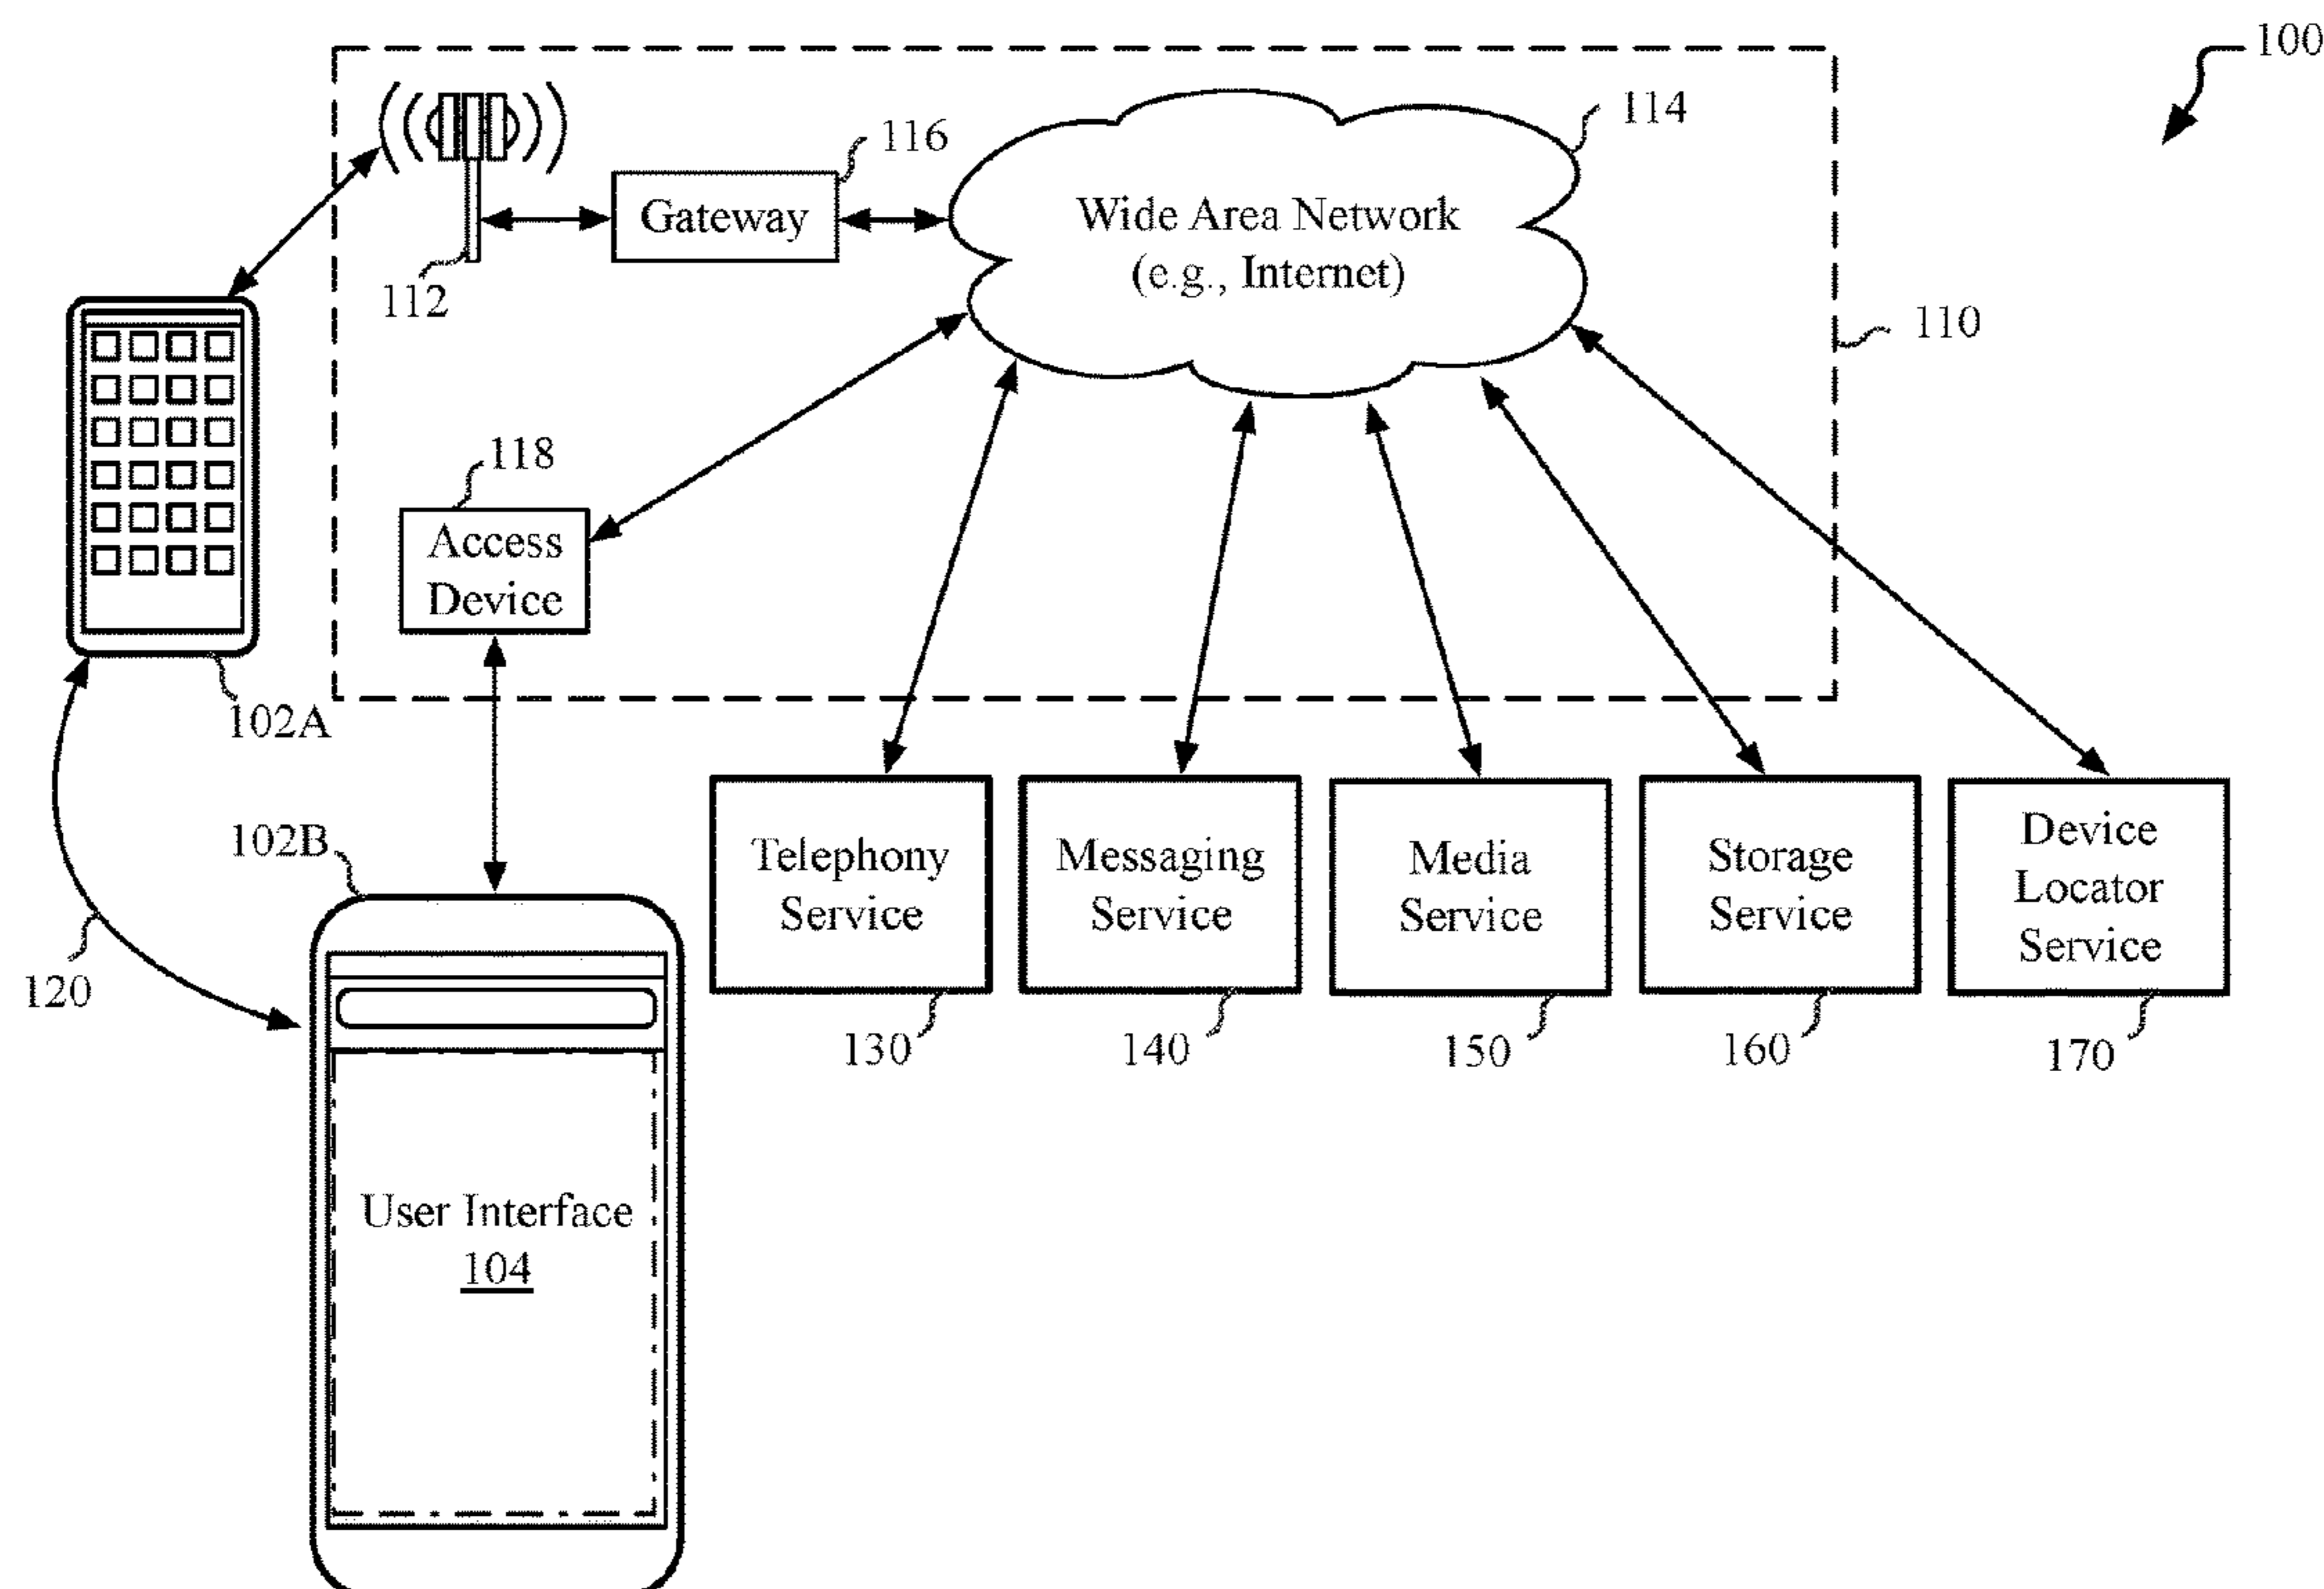 100
114
116
Gateway
Wide Area Network
(e.g., Internet)
112
110
118
Access
Device
102A
102B
Telephony
Service
Messaging
Service
Media
Service
Storage
Service
Device
Locator
Service
120
130
140
150
160
170
User Interface
104